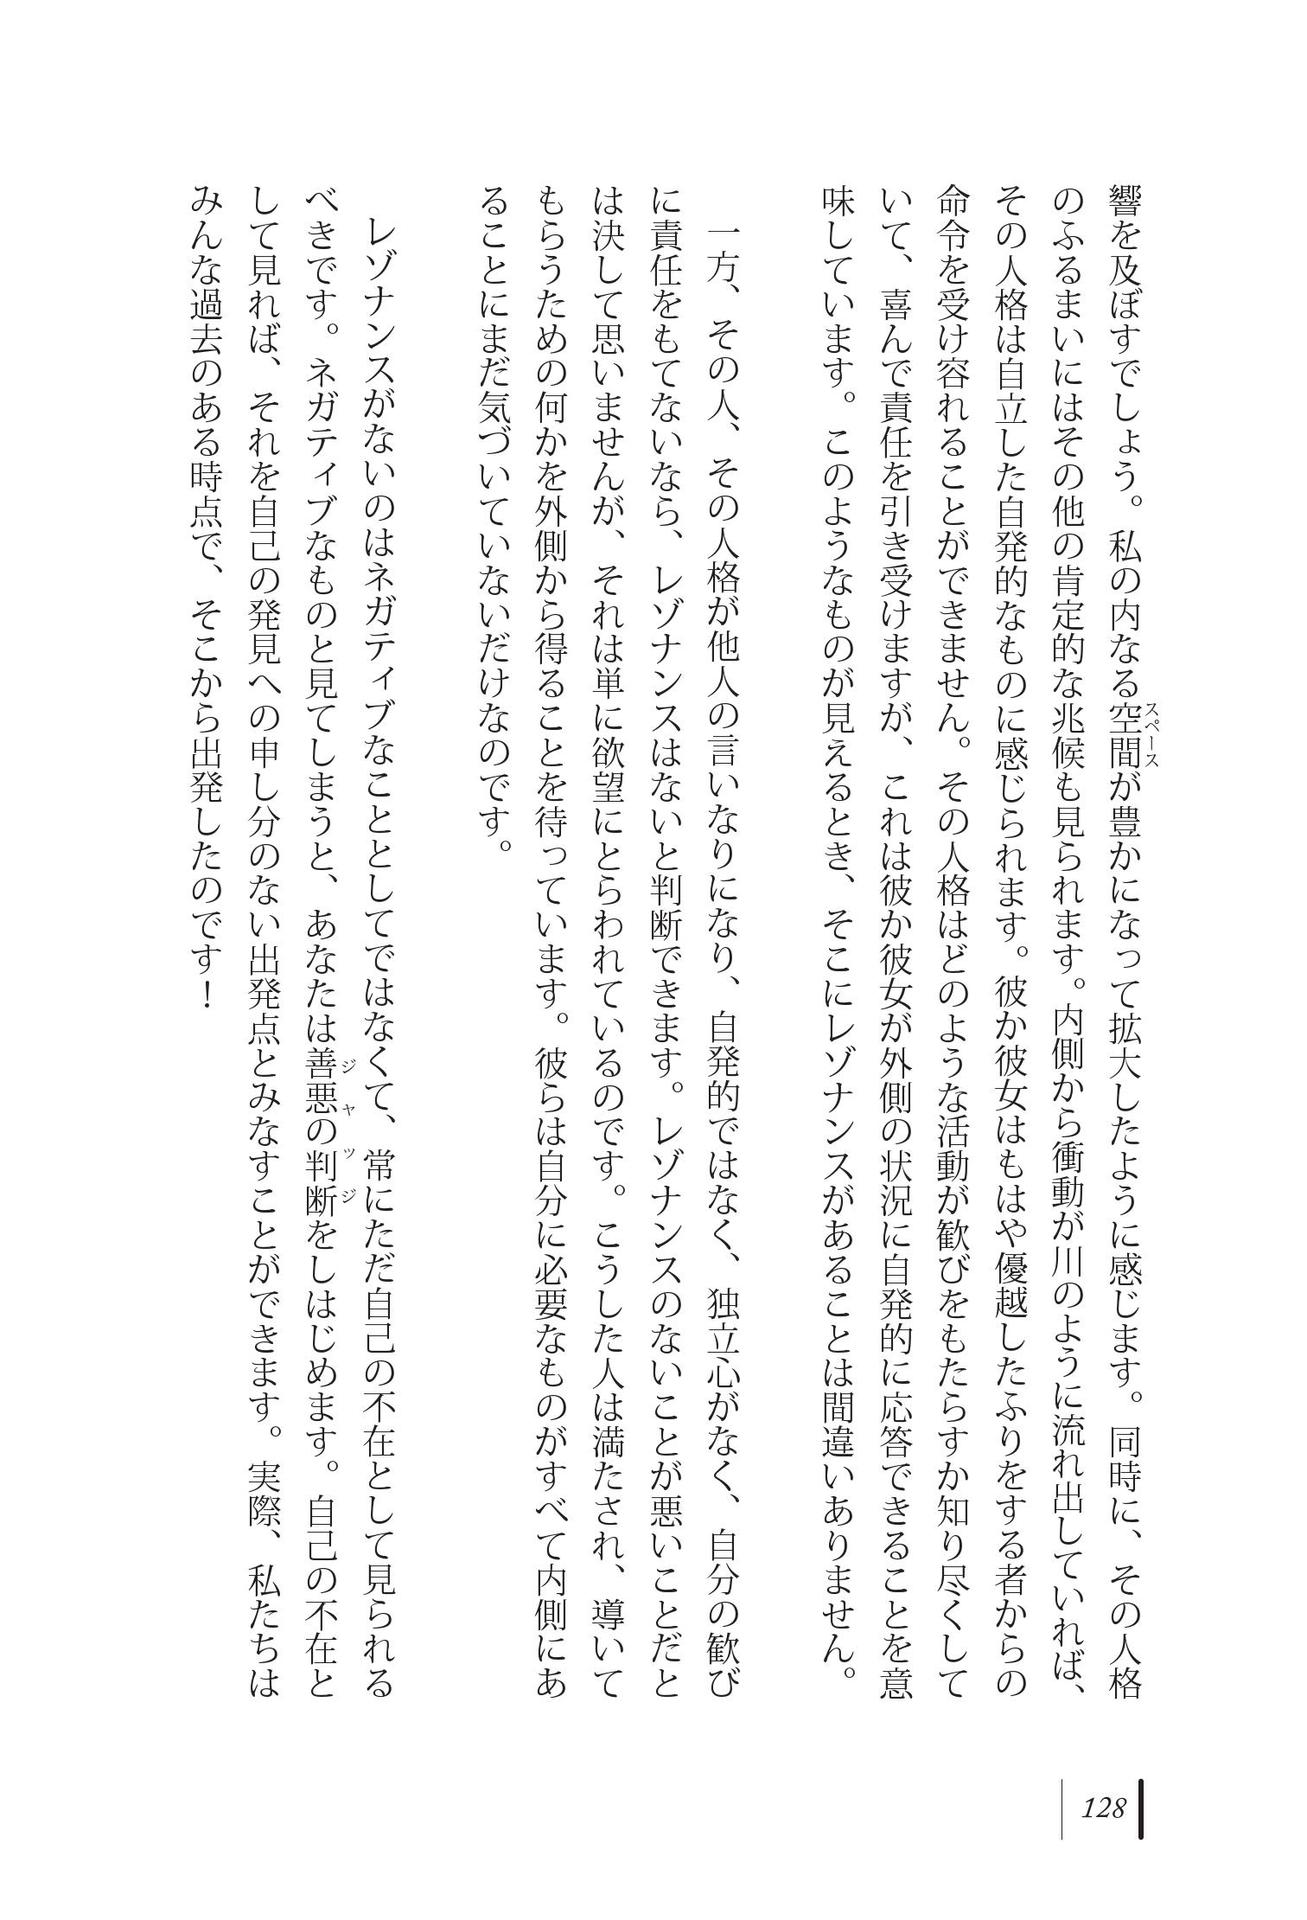 響を及ぼすでしょう。私の内なる空間が豊かになって拡大したように感じます。同時に、その人格
スペース
のふるまいにはその他の肯定的な兆候も見られます。内側から衝動が川のように流れ出していれば、
その人格は自立した自発的なものに感じられます。彼か彼女はもはや優越したふりをする者からの
命令を受け容れることができません。その人格はどのような活動が歓びをもたらすか知り尽くして
いて、喜んで責任を引き受けますが、これは彼か彼女が外側の状況に自発的に応答できることを意
味しています。このようなものが見えるとき、そこにレゾナンスがあることは間違いありません。
一方、その人、その人格が他人の言いなりになり、自発的ではなく、独立心がなく、自分の歓び
に責任をもてないなら、レゾナンスはないと判断できます。レゾナンスのないことが悪いことだと
は決して思いませんが、それは単に欲望にとらわれているのです。こうした人は満たされ、導いて
もらうための何かを外側から得ることを待っています。彼らは自分に必要なものがすべて内側にあ
ることにまだ気づいていないだけなのです。
レゾナンスがないのはネガティブなこととしてではなくて、常にただ自己の不在として見られる
べきです。ネガティブなものと見てしまうと、あなたは善悪の判断をしはじめます。自己の不在と
ジャッジ
して見れば、それを自己の発見への申し分のない出発点とみなすことができます。実際、私たちは
みんな過去のある時点で、そこから出発したのです！
128